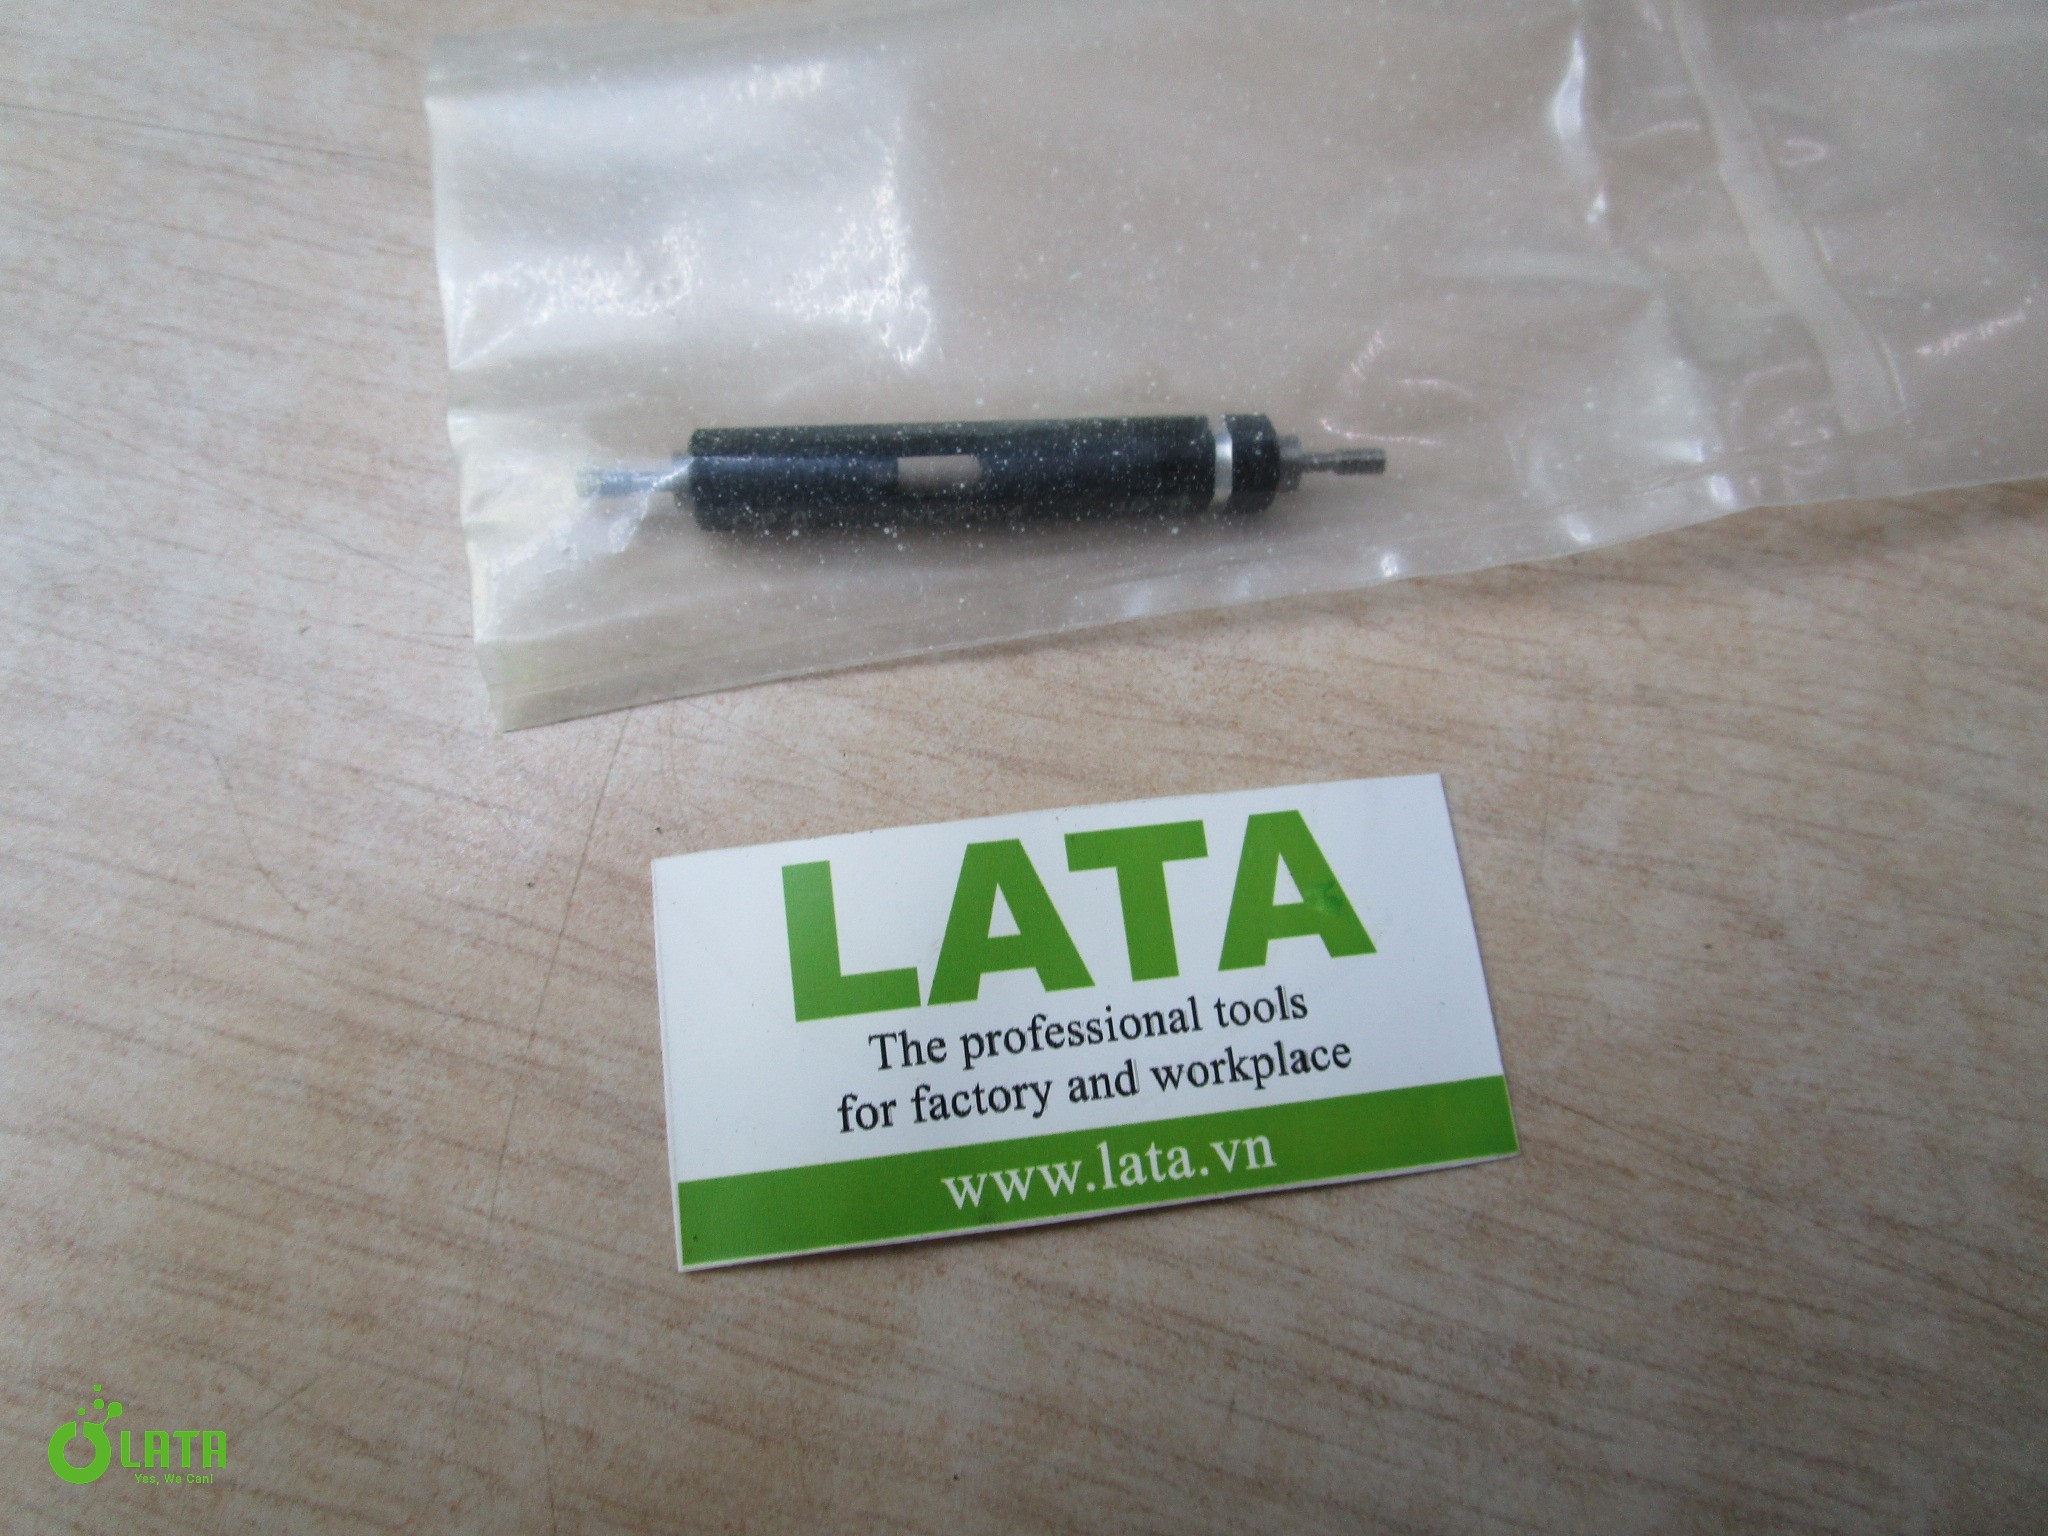 LATA
The professional tools
for factory and workplace
www.lata.vn
LATA
Yes, We Can!